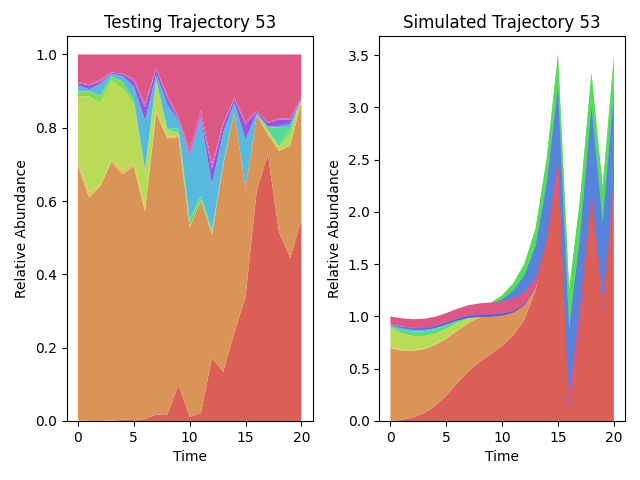 Testing Trajectory 53
Simulated Trajectory 53
Relative Abundance
1.0
0.8
0.6
0.4
0.2
0.0
0 5 10 15 20
Time
Relative Abundance
3.5
3.0
2.5
2.0
1.5
1.0
0.5
0.0
0 5 10 15 20
Time